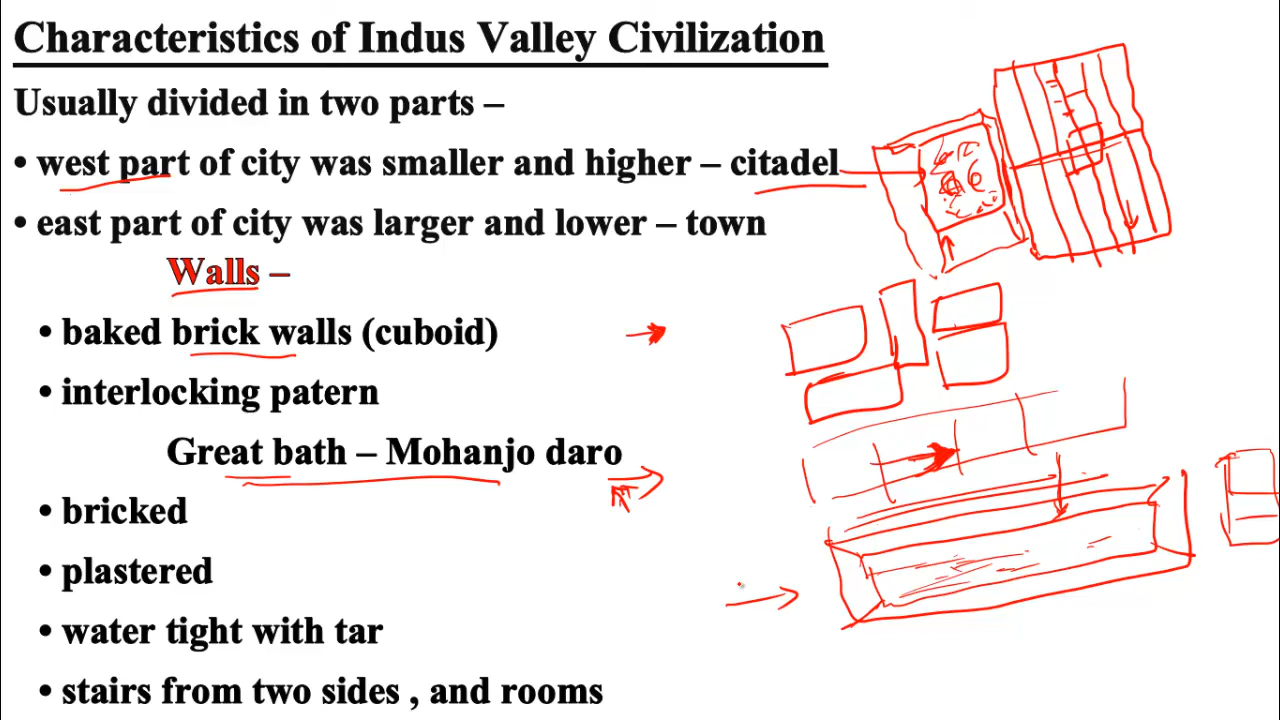 Characteristics of Indus Valley Civilization
Usually divided in two parts –
• west part of city was smaller and higher – citadel
• east part of city was larger and lower – town
Walls –
• baked brick walls (cuboid)
• interlocking patern
Great bath – Mohanjo daro
• bricked
• plastered
• water tight with tar
• stairs from two sides , and rooms